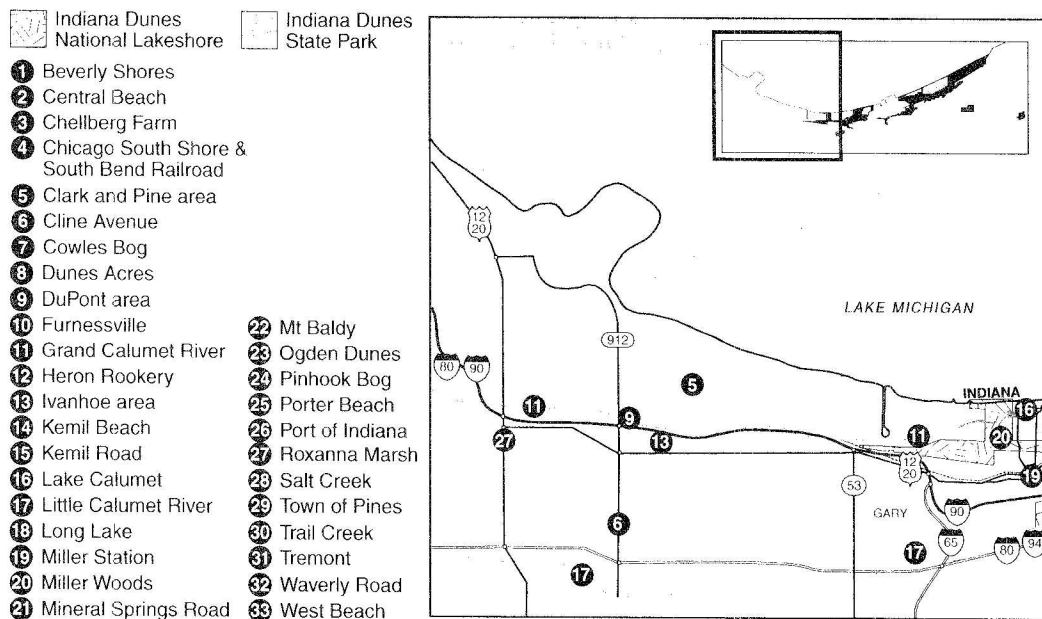 Indiana Dunes
National Lakeshore
Indiana Dunes
State Park
1 Beverly Shores
2 Central Beach
3 Chellberg Farm
4 Chicago South Shore &
South Bend Railroad
5 Clark and Pine area
6 Cline Avenue
7 Cowles Bog
8 Dunes Acres
9 DuPont area
10 Furnessville
11 Grand Calumet River
12 Heron Rookery
13 Ivanhoe area
14 Kemil Beach
15 Kemil Road
16 Lake Calumet
17 Little Calumet River
18 Long Lake
19 Miller Station
20 Miller Woods
21 Mineral Springs Road
22 Mt Baldy
23 Ogden Dunes
24 Pinhook Bog
25 Porter Beach
26 Port of Indiana
27 Roxanna Marsh
28 Salt Creek
29 Town of Pines
30 Trail Creek
31 Tremont
32 Waverly Road
33 West Beach
12
20
LAKE MICHIGAN
912
80 90
5
INDIANA
11
9
16
27
13
11
20
12
20
19
53
GARY
90
6
65
94
17
17
80